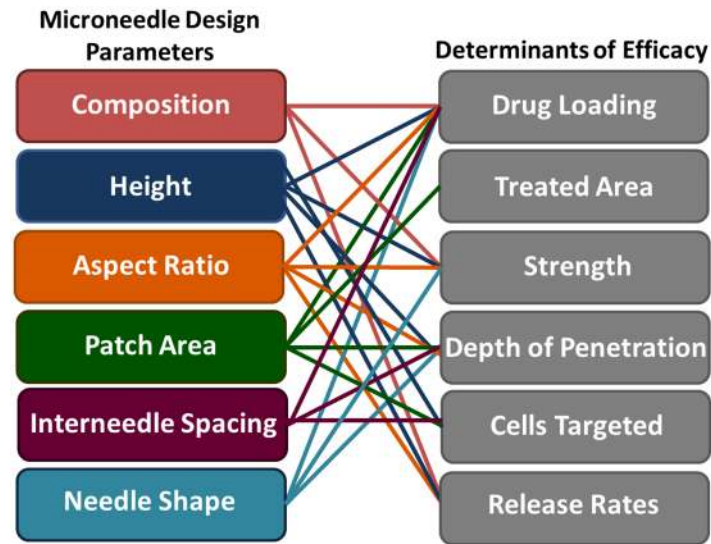 Microneedle Design
Parameters
Determinants of Efficacy
Composition
Drug Loading
Height
Treated Area
Aspect Ratio
Strength
Patch Area
Depth of Penetration
Interneedle Spacing
Cells Targeted
Needle Shape
Release Rates